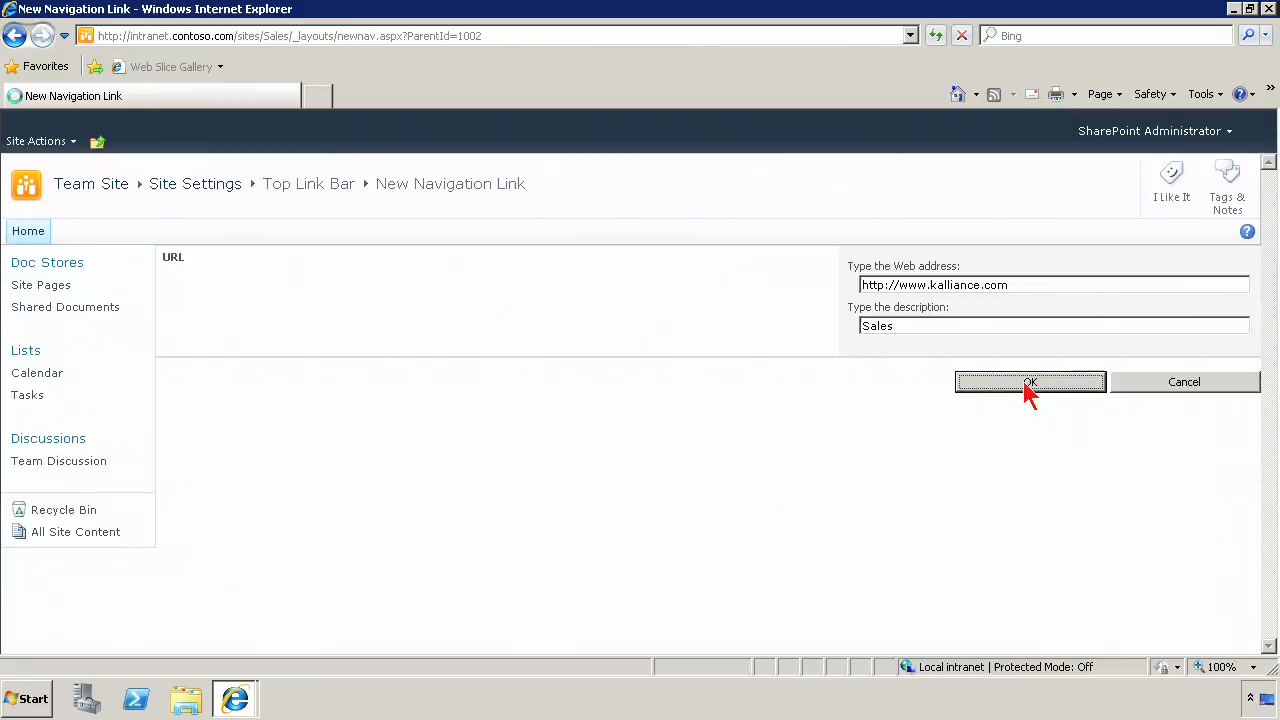 New Navigation Link - Windows Internet Explorer
http://intranet.contoso.com/sites/Sales/_layouts/newnav.aspx?ParentId=1002
Bing
Favorites
Web Slice Gallery
New Navigation Link
Page
Safety
Tools
Site Actions
SharePoint Administrator
Team Site
Site Settings
Top Link Bar
New Navigation Link
I Like It
Tags &
Notes
Home
Doc Stores
Site Pages
Shared Documents
Lists
Calendar
Tasks
Discussions
Team Discussion
Recycle Bin
All Site Content
URL
Type the Web address:
http://www.kalliance.com
Type the description:
Sales
OK
Cancel
Local intranet | Protected Mode: Off
100%
Start